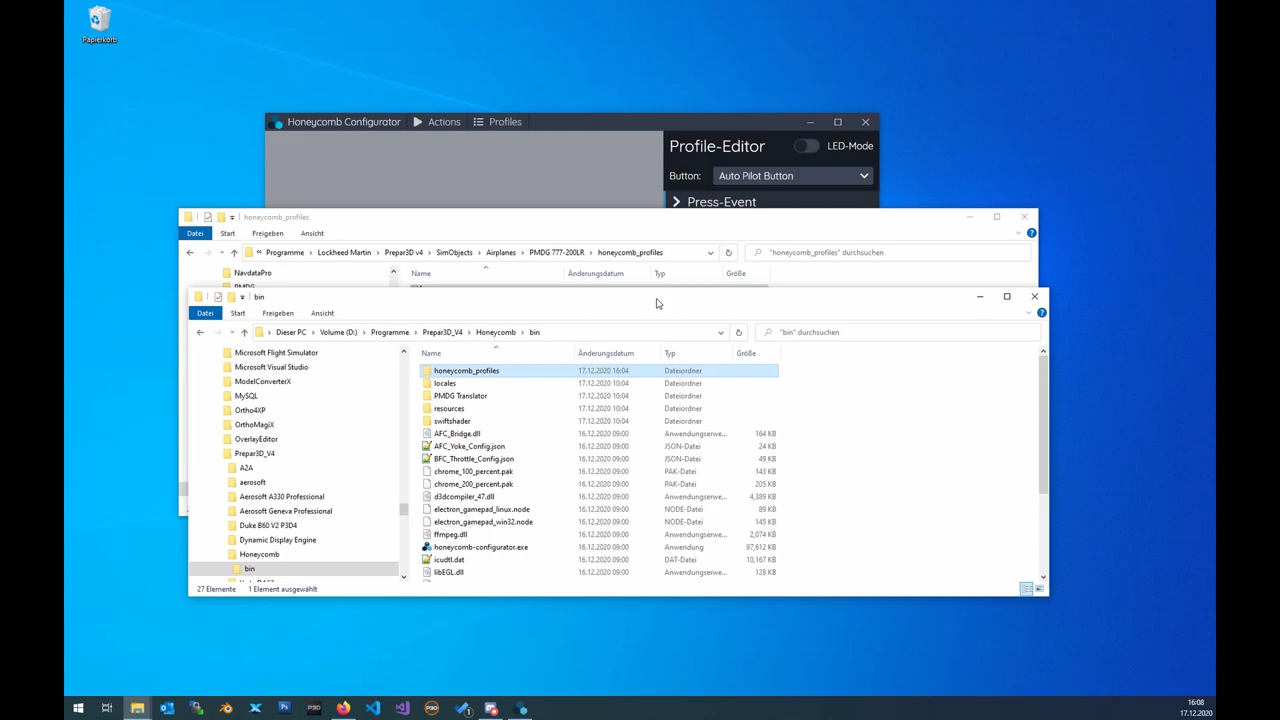 Papierkorb
Honeycomb Configurator Actions Profiles
Profile-Editor LED-Mode
Button: Auto Pilot Button
Press-Event
honeycomb_profiles
Datei Start Freigeben Ansicht
« Programme Lockheed Martin Prepar3D v4 SimObjects Airplanes PMDG 777-200LR honeycomb_profiles "honeycomb_profiles" durchsuchen
NavdataPro Name Änderungsdatum Typ Größe
bin
Datei Start Freigeben Ansicht
Dieser PC Volume (D:) Programme Prepar3D_V4 Honeycomb bin "bin" durchsuchen
Microsoft Flight Simulator
Microsoft Visual Studio
ModelConverterX
MySQL
Ortho4XP
OrthoMagiX
OverlayEditor
Prepar3D_V4
A2A
aerosoft
Aerosoft A330 Professional
Aerosoft Geneva Professional
Duke B60 V2 P3D4
Dynamic Display Engine
Honeycomb
bin
Name Änderungsdatum Typ Größe
honeycomb_profiles 17.12.2020 16:04 Dateiordner
locales 17.12.2020 10:04 Dateiordner
PMDG Translator 17.12.2020 10:04 Dateiordner
resources 17.12.2020 10:04 Dateiordner
swiftshader 17.12.2020 10:04 Dateiordner
AFC_Bridge.dll 16.12.2020 09:00 Anwendungserwe... 164 KB
AFC_Yoke_Config.json 16.12.2020 09:00 JSON-Datei 24 KB
BFC_Throttle_Config.json 16.12.2020 09:00 JSON-Datei 49 KB
chrome_100_percent.pak 16.12.2020 09:00 PAK-Datei 143 KB
chrome_200_percent.pak 16.12.2020 09:00 PAK-Datei 205 KB
d3dcompiler_47.dll 16.12.2020 09:00 Anwendungserwe... 4,389 KB
electron_gamepad_linux.node 16.12.2020 09:00 NODE-Datei 89 KB
electron_gamepad_win32.node 16.12.2020 09:00 NODE-Datei 145 KB
ffmpeg.dll 16.12.2020 09:00 Anwendungserwe... 2,074 KB
honeycomb-configurator.exe 16.12.2020 09:00 Anwendung 97,612 KB
icudtl.dat 16.12.2020 09:00 DAT-Datei 10,167 KB
libEGL.dll 16.12.2020 09:00 Anwendungserwe... 128 KB
27 Elemente 1 Element ausgewählt
16:08
17.12.2020